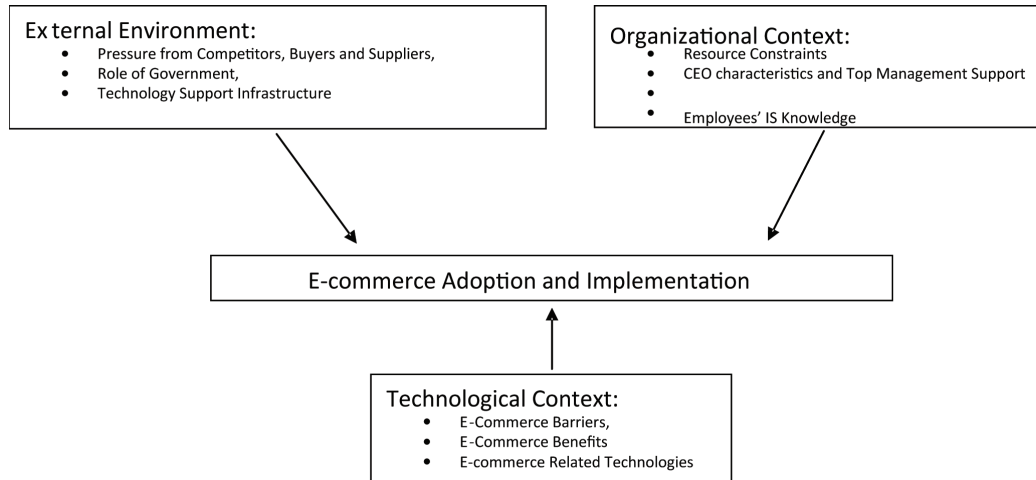 External Environment:
• Pressure from Competitors, Buyers and Suppliers,
• Role of Government,
• Technology Support Infrastructure
Organizational Context:
• Resource Constraints
• CEO characteristics and Top Management Support
•
• Employees' IS Knowledge
E-commerce Adoption and Implementation
Technological Context:
• E-Commerce Barriers,
• E-Commerce Benefits
• E-commerce Related Technologies